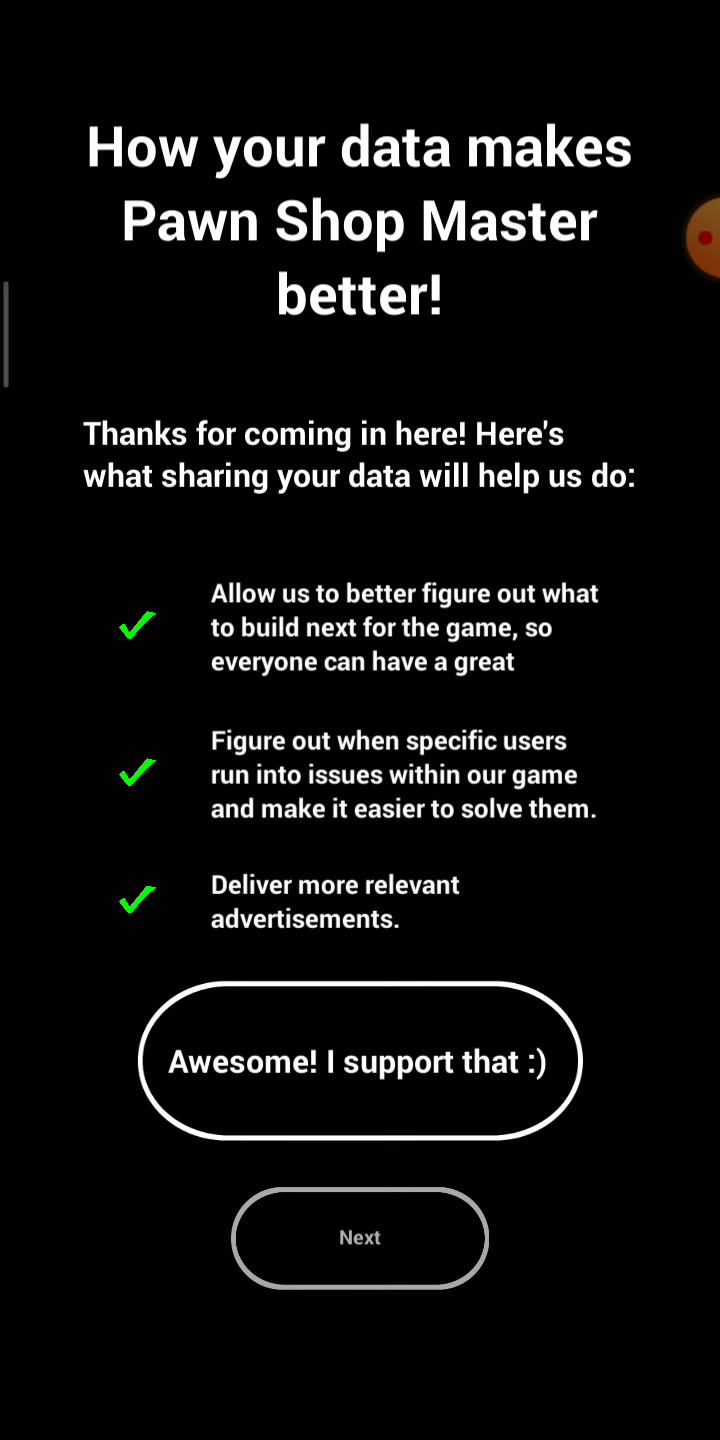 How your data makes
Pawn Shop Master
better!
Thanks for coming in here! Here's
what sharing your data will help us do:
Allow us to better figure out what
to build next for the game, so
everyone can have a great
Figure out when specific users
run into issues within our game
and make it easier to solve them.
Deliver more relevant
advertisements.
Awesome! I support that :)
Next